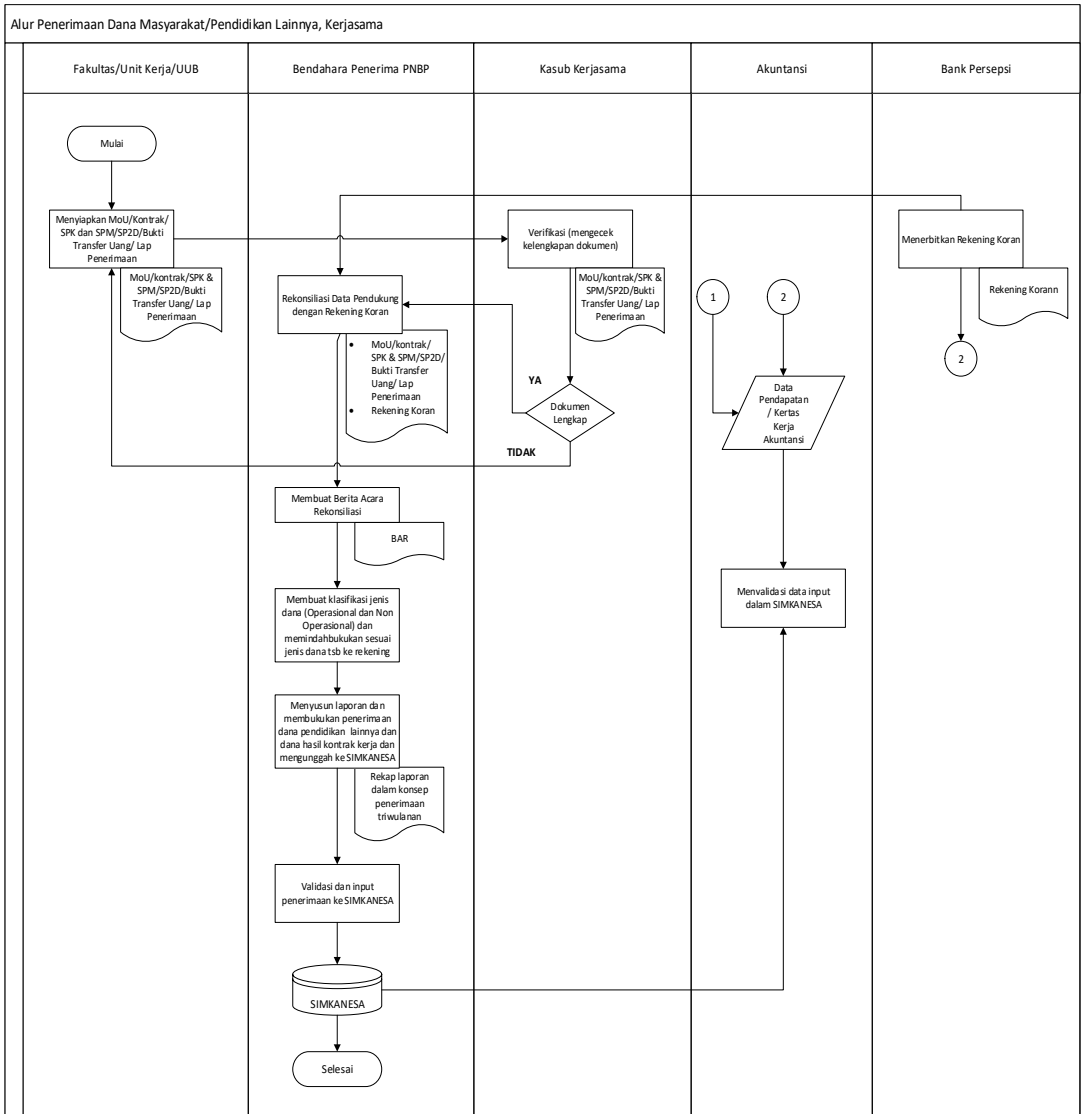 Alur Penerimaan Dana Masyarakat/Pendidikan Lainnya, Kerjasama
Fakultas/Unit Kerja/UUB
Bendahara Penerima PNBP
Kasub Kerjasama
Akuntansi
Bank Persepsi
Mulai
Menyiapkan MoU/Kontrak/
SPK dan SPM/SP2D/Bukti
Transfer Uang/ Lap
Penerimaan
MoU/kontrak/SPK &
SPM/SP2D/Bukti
Transfer Uang/ Lap
Penerimaan
Verifikasi (mengecek
kelengkapan dokumen)
MoU/kontrak/SPK &
SPM/SP2D/Bukti
Transfer Uang/ Lap
Penerimaan
Menerbitkan Rekening Koran
Rekening Korann
2
1
2
Rekonsiliasi Data Pendukung
dengan Rekening Koran
• MoU/kontrak/
SPK & SPM/SP2D/
Bukti Transfer
Uang/ Lap
Penerimaan
• Rekening Koran
YA
Dokumen
Lengkap
TIDAK
Data
Pendapatan
/ Kertas
Kerja
Akuntansi
Membuat Berita Acara
Rekonsiliasi
BAR
Membuat klasifikasi jenis
dana (Operasional dan Non
Operasional) dan
memindahbukukan sesuai
jenis dana tsb ke rekening
Menvalidasi data input
dalam SIMKANESA
Menyusun laporan dan
membukukan penerimaan
dana pendidikan lainnya dan
dana hasil kontrak kerja dan
mengunggah ke SIMKANESA
Rekap laporan
dalam konsep
penerimaan
triwulanan
Validasi dan input
penerimaan ke SIMKANESA
SIMKANESA
Selesai